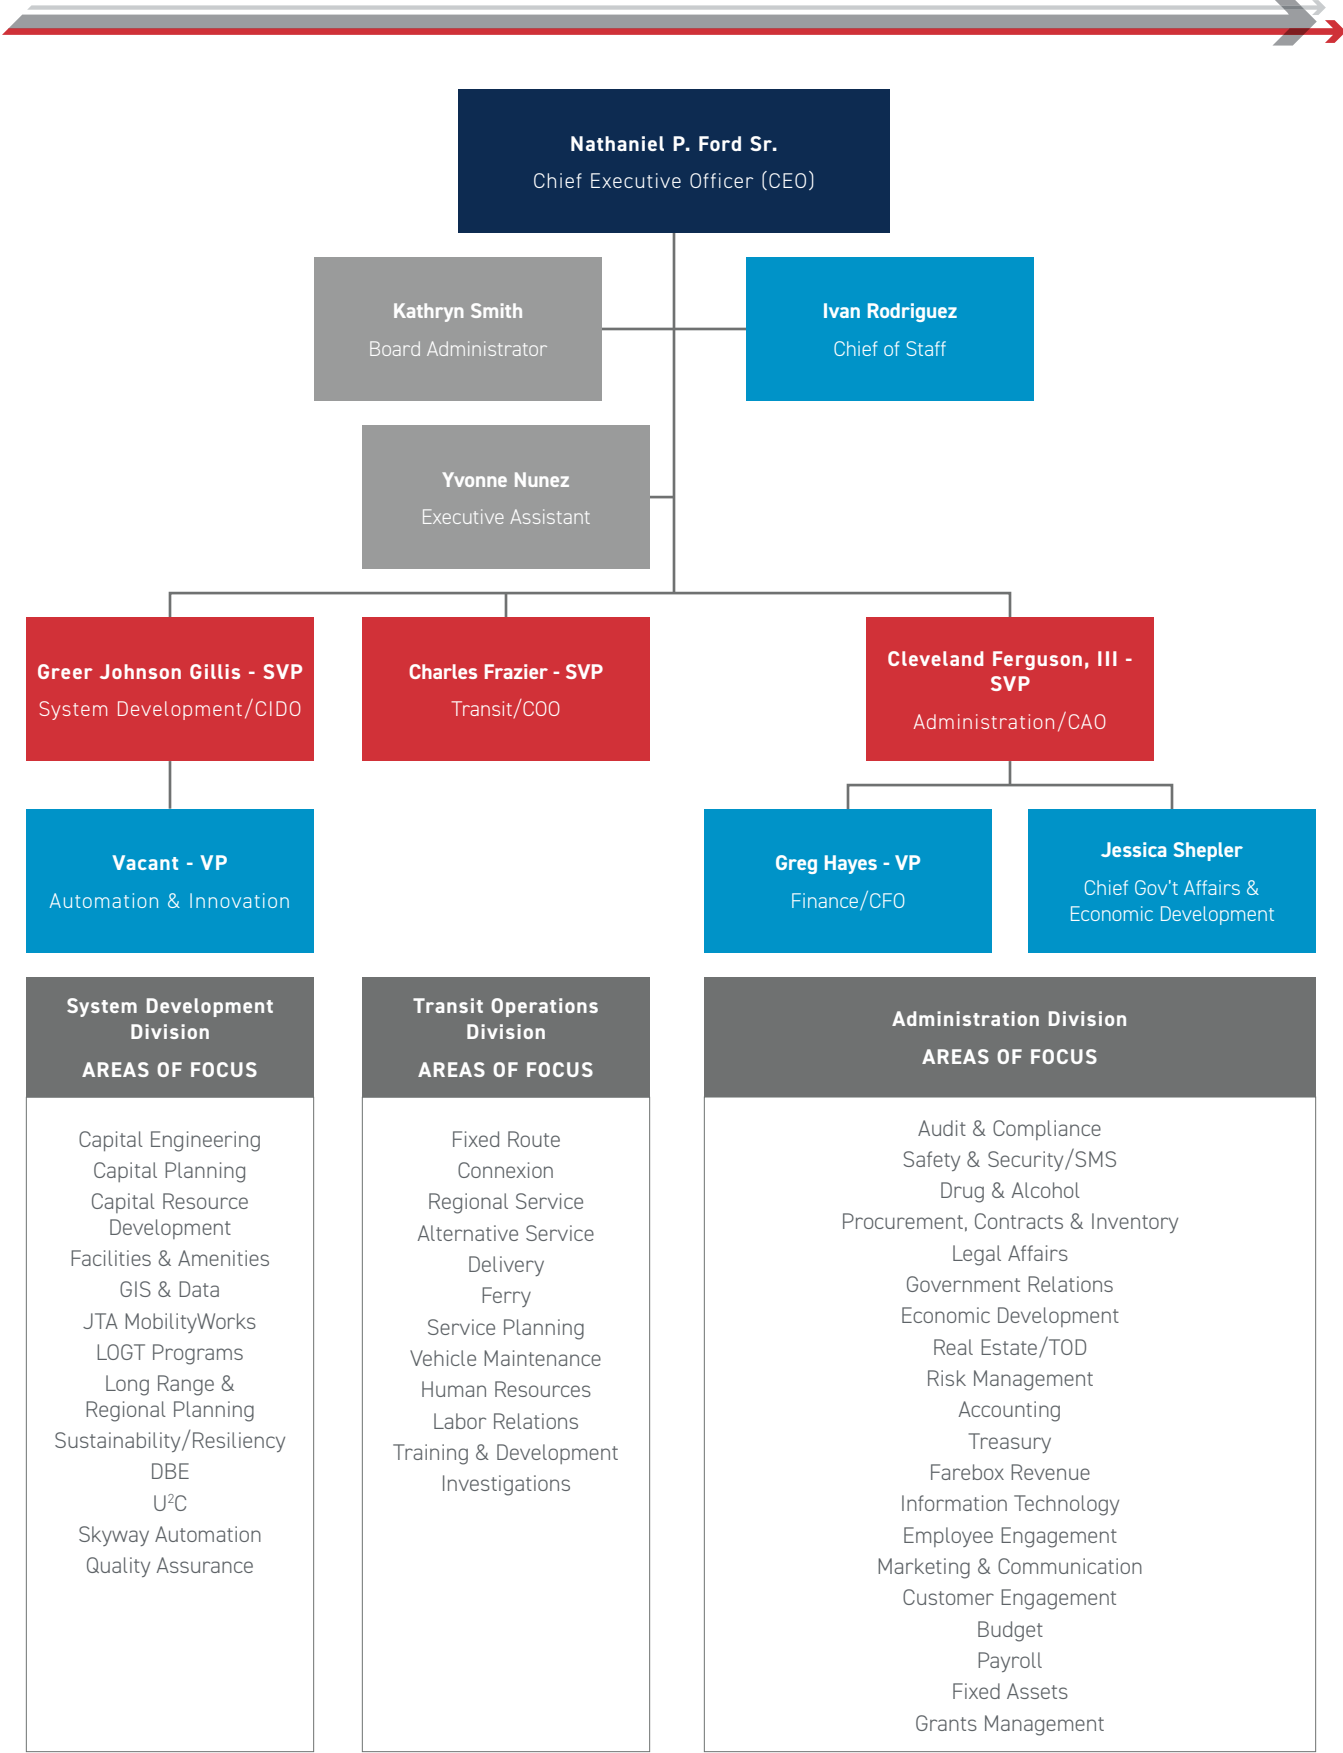 Nathaniel P. Ford Sr.
Chief Executive Officer (CEO)
Kathryn Smith
Board Administrator
Ivan Rodriguez
Chief of Staff
Yvonne Nunez
Executive Assistant
Greer Johnson Gillis - SVP
System Development/CIDO
Charles Frazier - SVP
Transit/COO
Cleveland Ferguson, III -
SVP
Administration/CAO
Vacant - VP
Automation & Innovation
Greg Hayes - VP
Finance/CFO
Jessica Shepler
Chief Gov't Affairs &
Economic Development
System Development
Division
AREAS OF FOCUS
Capital Engineering
Capital Planning
Capital Resource
Development
Facilities & Amenities
GIS & Data
JTA MobilityWorks
LOGT Programs
Long Range &
Regional Planning
Sustainability/Resiliency
DBE
U²C
Skyway Automation
Quality Assurance
Transit Operations
Division
AREAS OF FOCUS
Fixed Route
Connexion
Regional Service
Alternative Service
Delivery
Ferry
Service Planning
Vehicle Maintenance
Human Resources
Labor Relations
Training & Development
Investigations
Administration Division
AREAS OF FOCUS
Audit & Compliance
Safety & Security/SMS
Drug & Alcohol
Procurement, Contracts & Inventory
Legal Affairs
Government Relations
Economic Development
Real Estate/TOD
Risk Management
Accounting
Treasury
Farebox Revenue
Information Technology
Employee Engagement
Marketing & Communication
Customer Engagement
Budget
Payroll
Fixed Assets
Grants Management